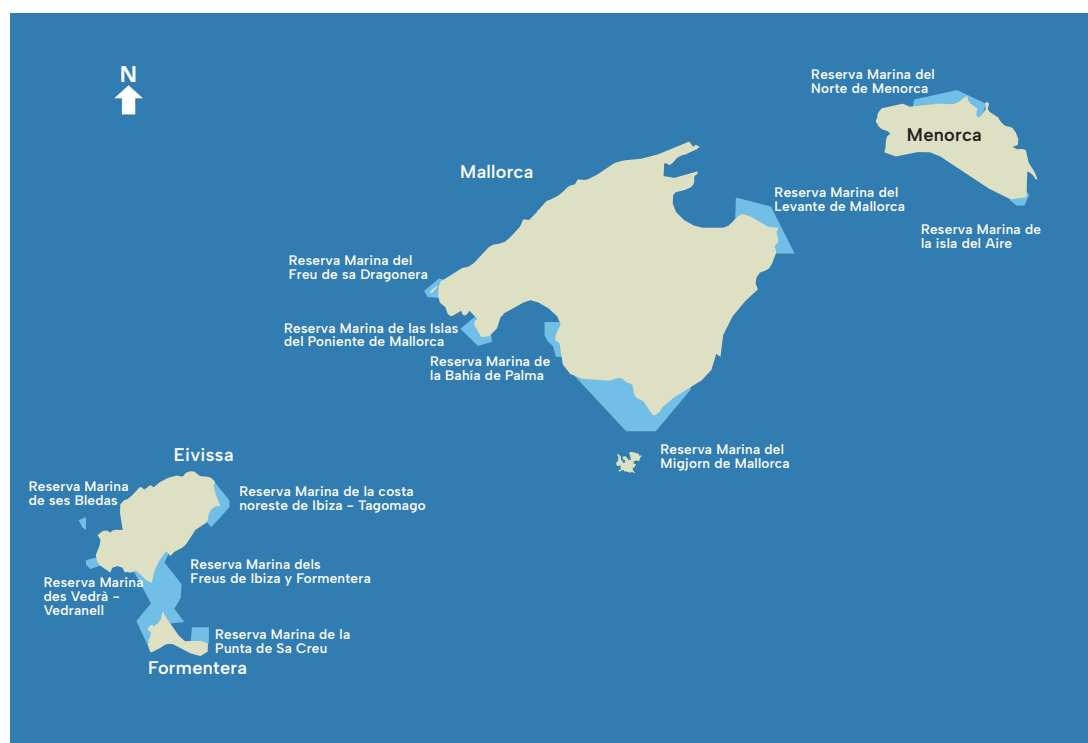 N
Reserva Marina del
Norte de Menorca
Menorca
Mallorca
Reserva Marina del
Levante de Mallorca
Reserva Marina de
la isla del Aire
Reserva Marina del
Freu de sa Dragonera
Reserva Marina de las Islas
del Poniente de Mallorca
Reserva Marina de
la Bahía de Palma
Reserva Marina del
Migjorn de Mallorca
Eivissa
Reserva Marina
de ses Bledas
Reserva Marina de la costa
noreste de Ibiza – Tagomago
Reserva Marina dels
Freus de Ibiza y Formentera
Reserva Marina
des Vedrà –
Vedranell
Reserva Marina de la
Punta de Sa Creu
Formentera